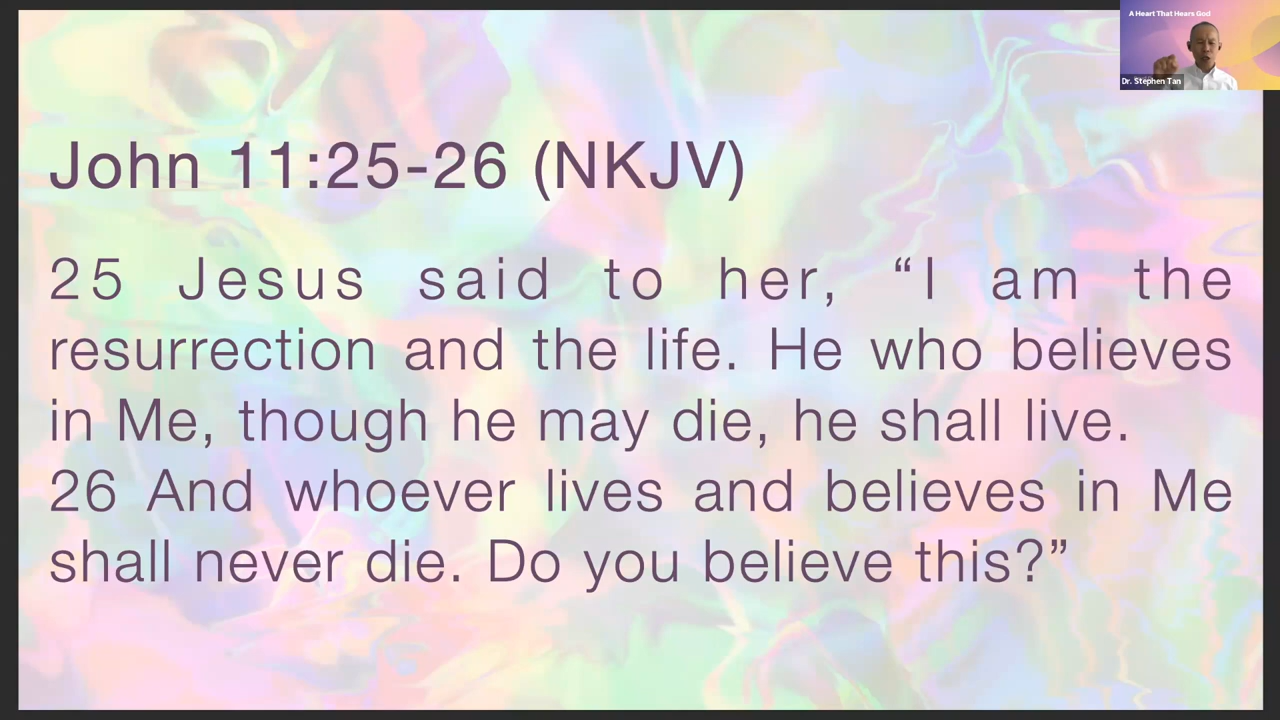 A Heart That Hears God
Dr. Stephen Tan
John 11:25-26 (NKJV)
25 Jesus said to her, “I am the
resurrection and the life. He who believes
in Me, though he may die, he shall live.
26 And whoever lives and believes in Me
shall never die. Do you believe this?”